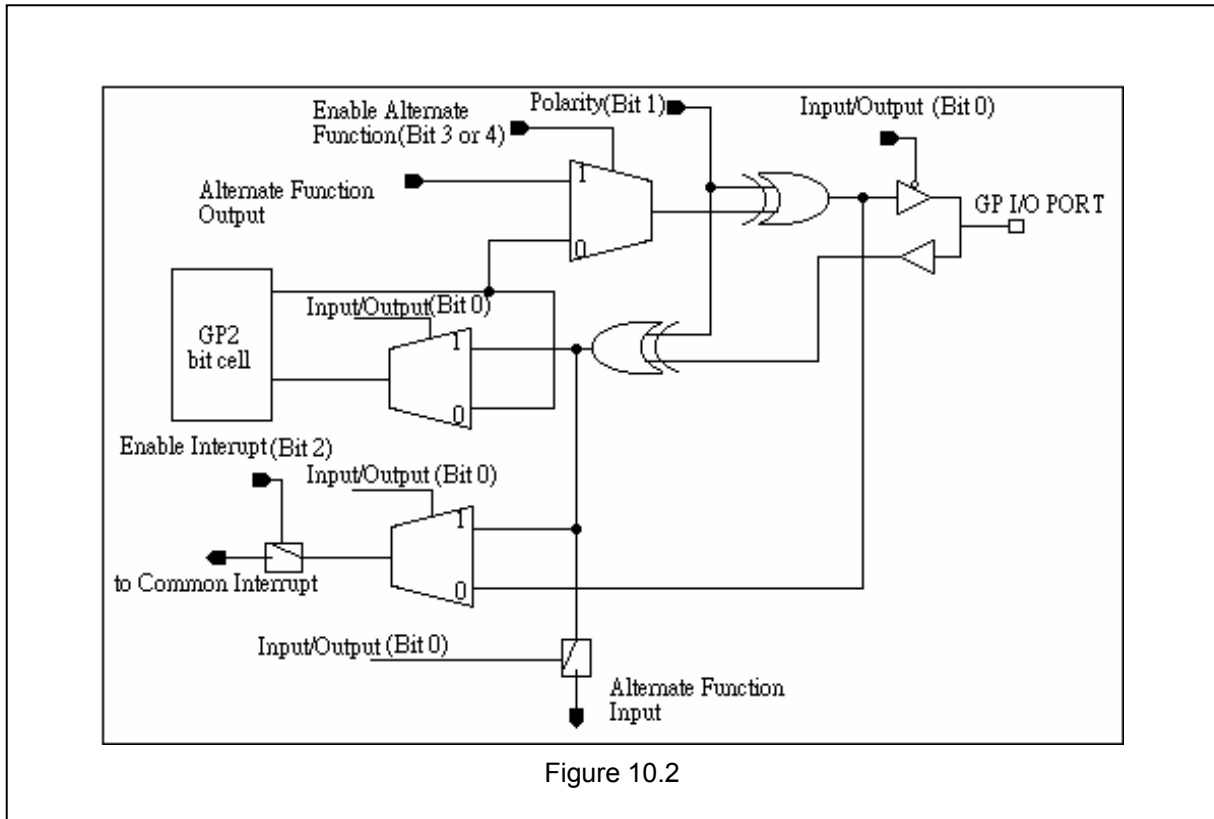 Enable Alternate
Function(Bit 3 or 4)
Polarity(Bit 1)
Input/Output (Bit 0)
Alternate Function
Output
1
0
GP I/O PORT
GP2
bit cell
Input/Output(Bit 0)
1
0
Enable Interupt(Bit 2)
Input/Output (Bit 0)
1
0
to Common Interrupt
Input/Output (Bit 0)
Alternate Function
Input
Figure 10.2